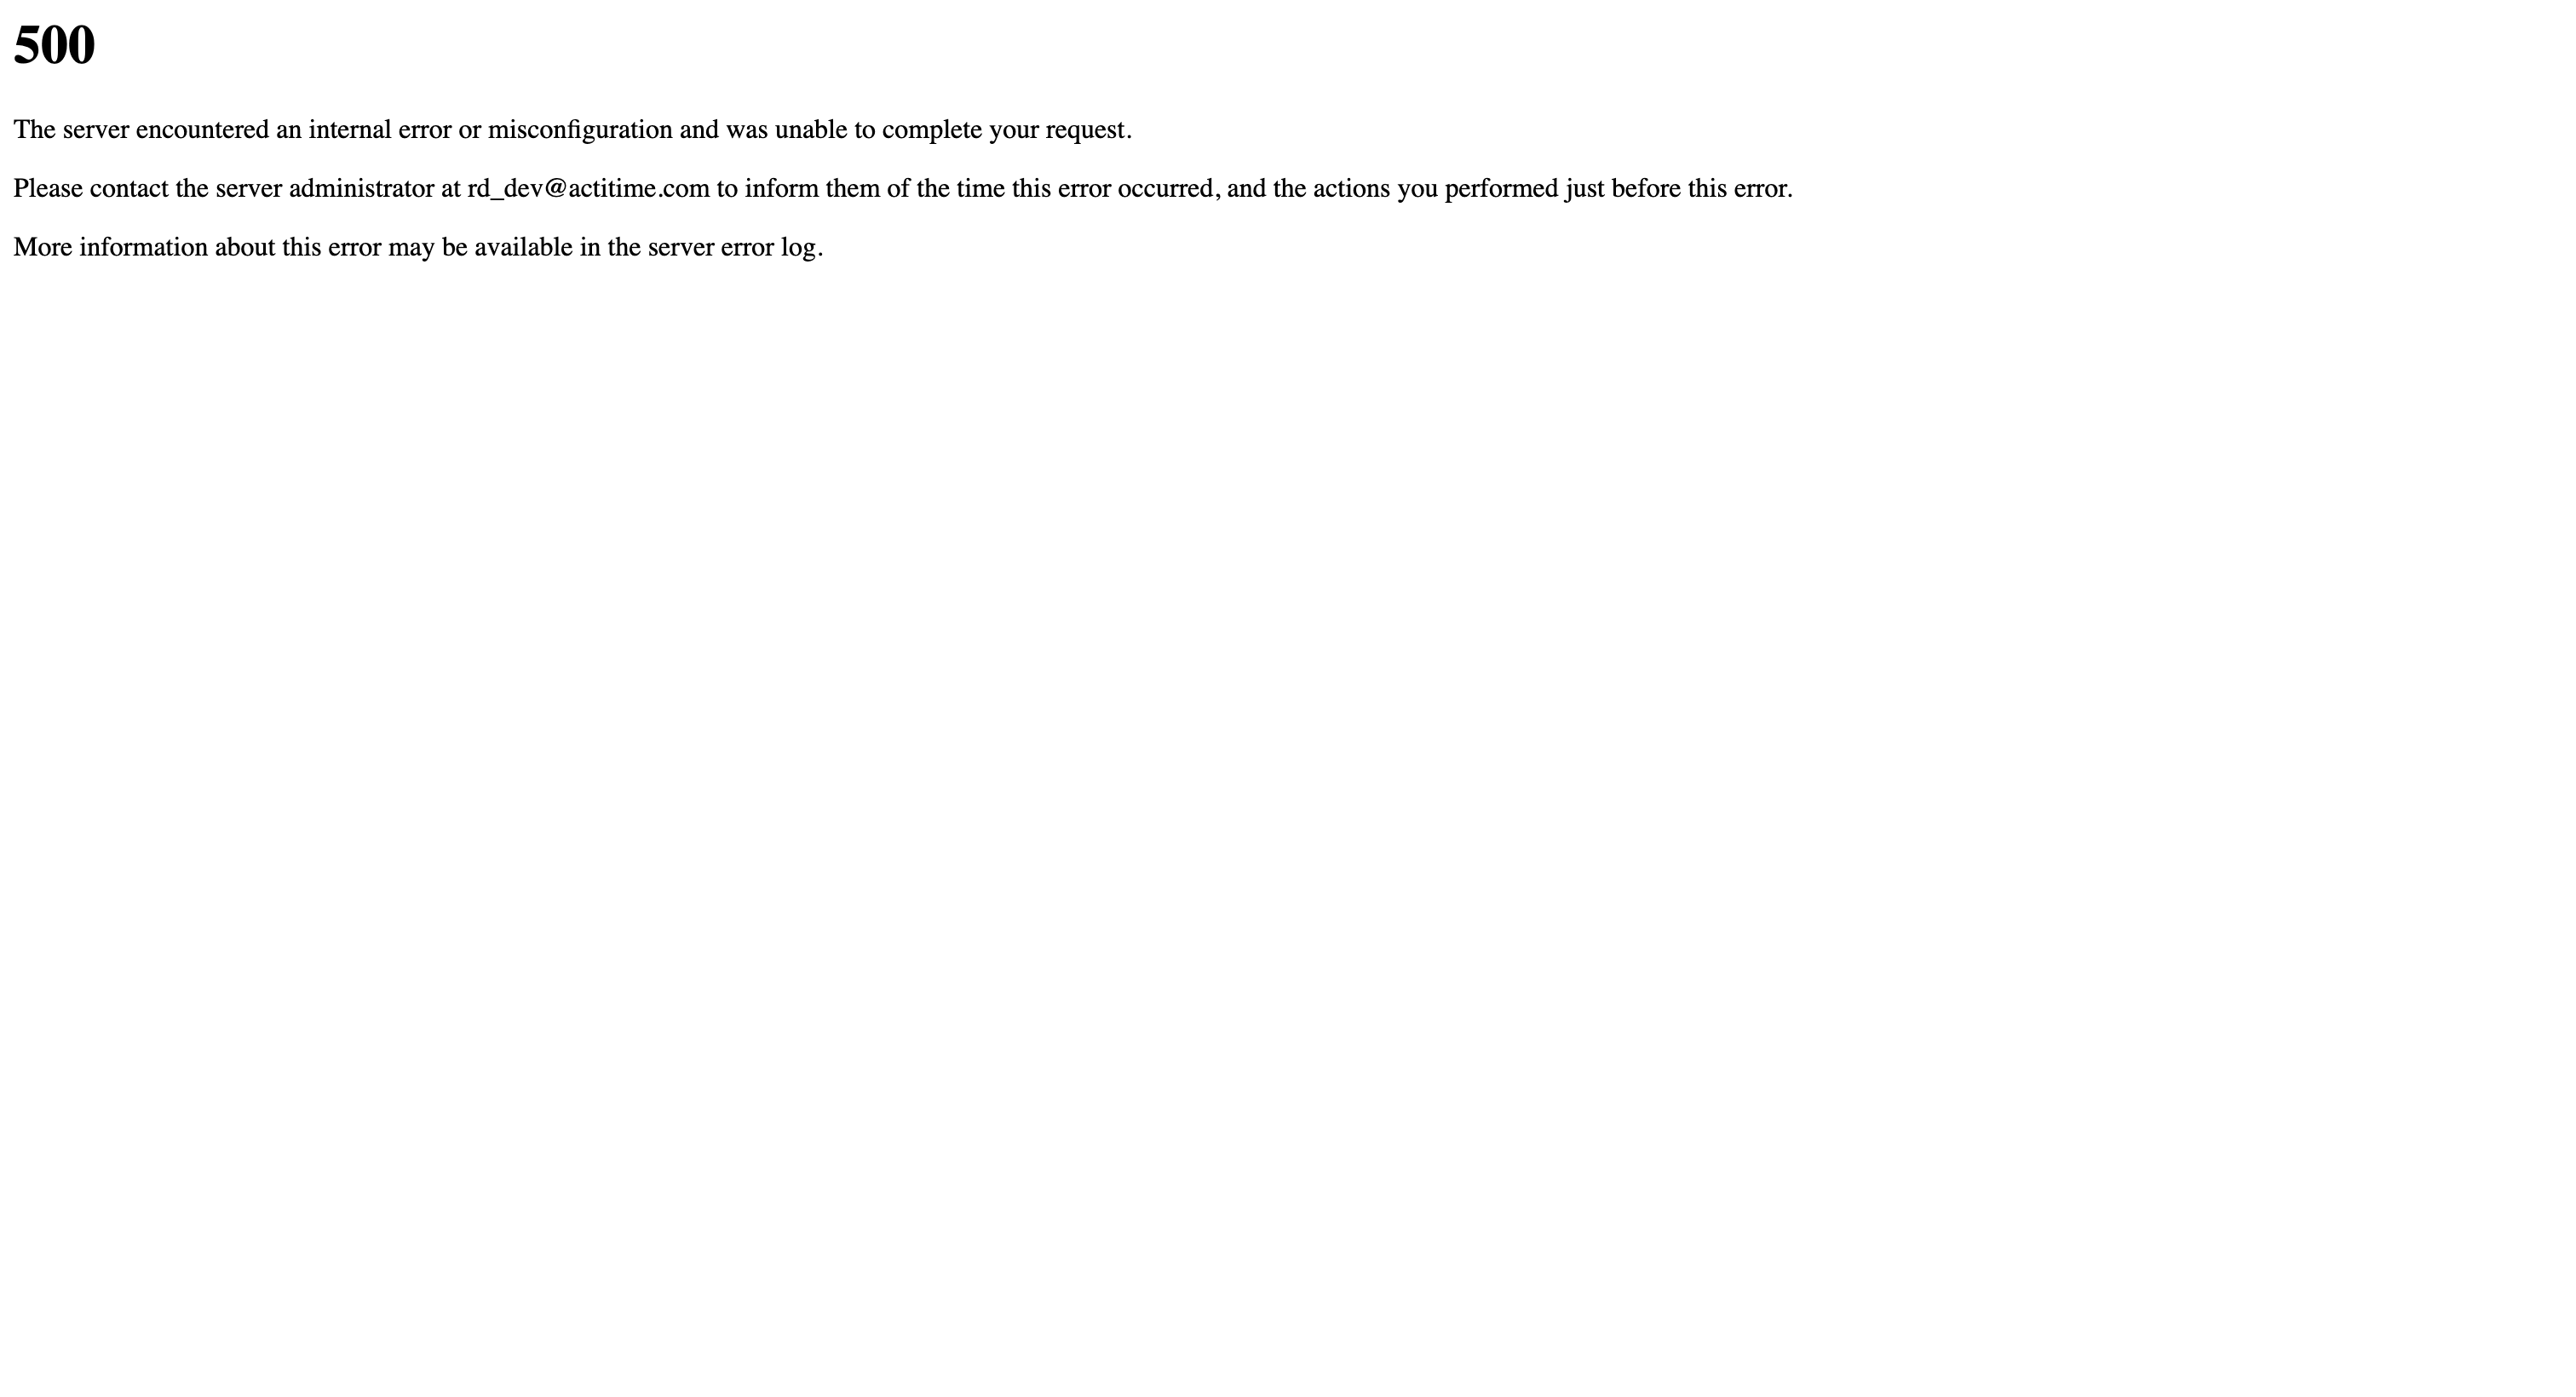 500
The server encountered an internal error or misconfiguration and was unable to complete your request.
Please contact the server administrator at rd_dev@actitime.com to inform them of the time this error occurred, and the actions you performed just before this error.
More information about this error may be available in the server error log.